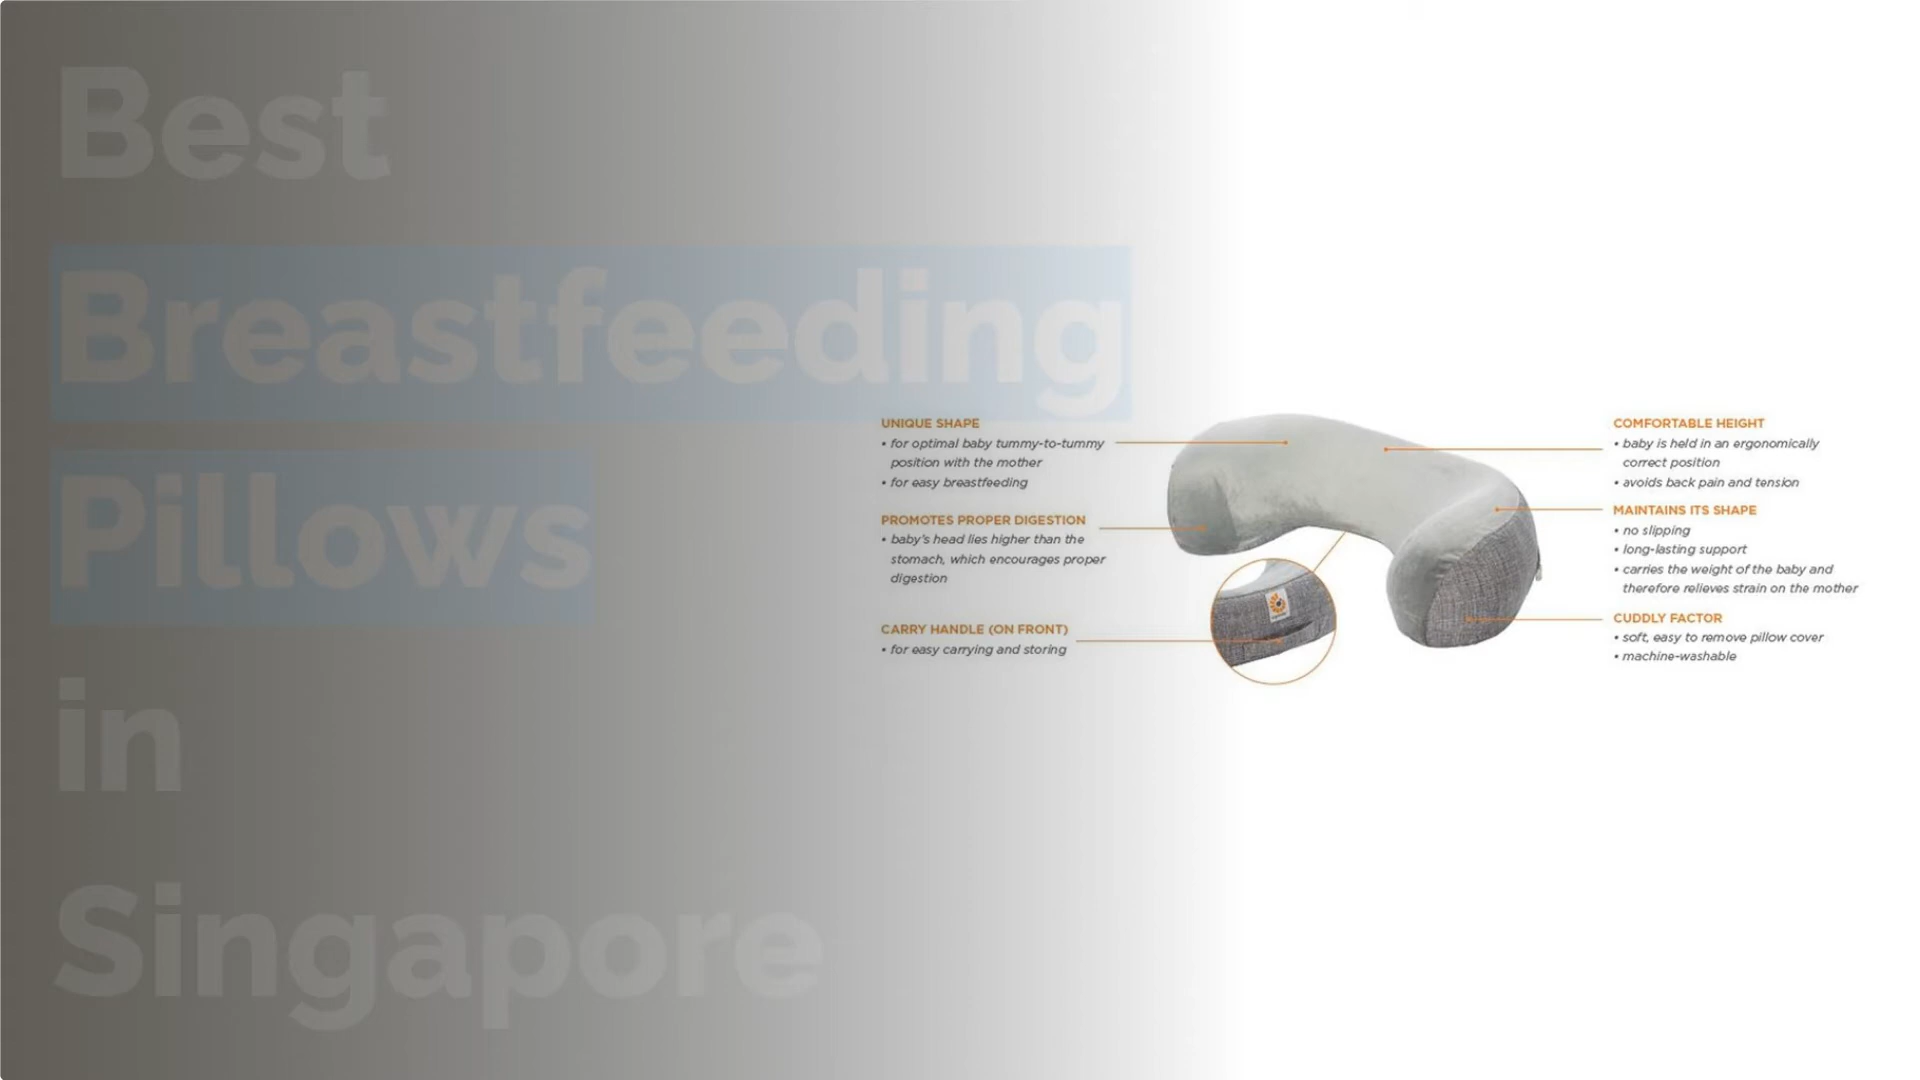 Best
Breastfeeding
Pillows
in
Singapore
UNIQUE SHAPE
• for optimal baby tummy-to-tummy
position with the mother
• for easy breastfeeding
PROMOTES PROPER DIGESTION
• baby's head lies higher than the
stomach, which encourages proper
digestion
CARRY HANDLE (ON FRONT)
• for easy carrying and storing
COMFORTABLE HEIGHT
• baby is held in an ergonomically
correct position
• avoids back pain and tension
MAINTAINS ITS SHAPE
• no slipping
• long-lasting support
• carries the weight of the baby and
therefore relieves strain on the mother
CUDDLY FACTOR
• soft, easy to remove pillow cover
• machine-washable